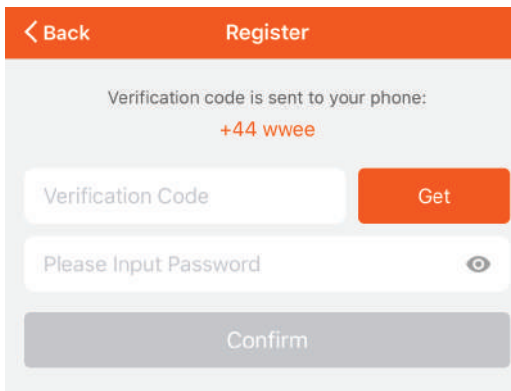 Back Register
Verification code is sent to your phone:
+44 wwee
Verification Code Get
Please Input Password
Confirm